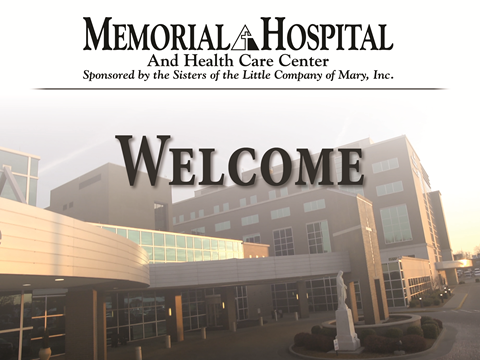 MEMORIAL HOSPITAL
And Health Care Center
Sponsored by the Sisters of the Little Company of Mary, Inc.
WELCOME